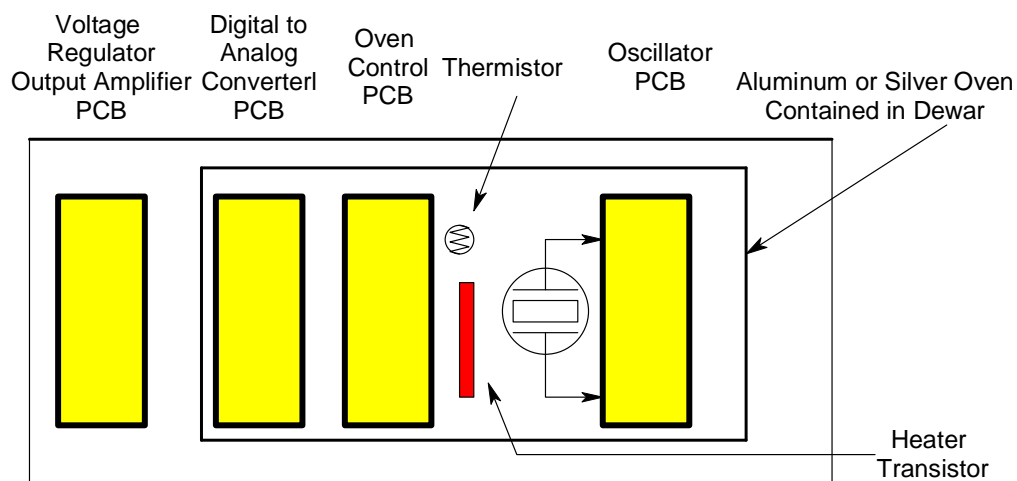 Voltage
Regulator
Output Amplifier
PCB
Digital to
Analog
Converterl
PCB
Oven
Control
PCB
Thermistor
Oscillator
PCB
Aluminum or Silver Oven
Contained in Dewar
Heater
Transistor